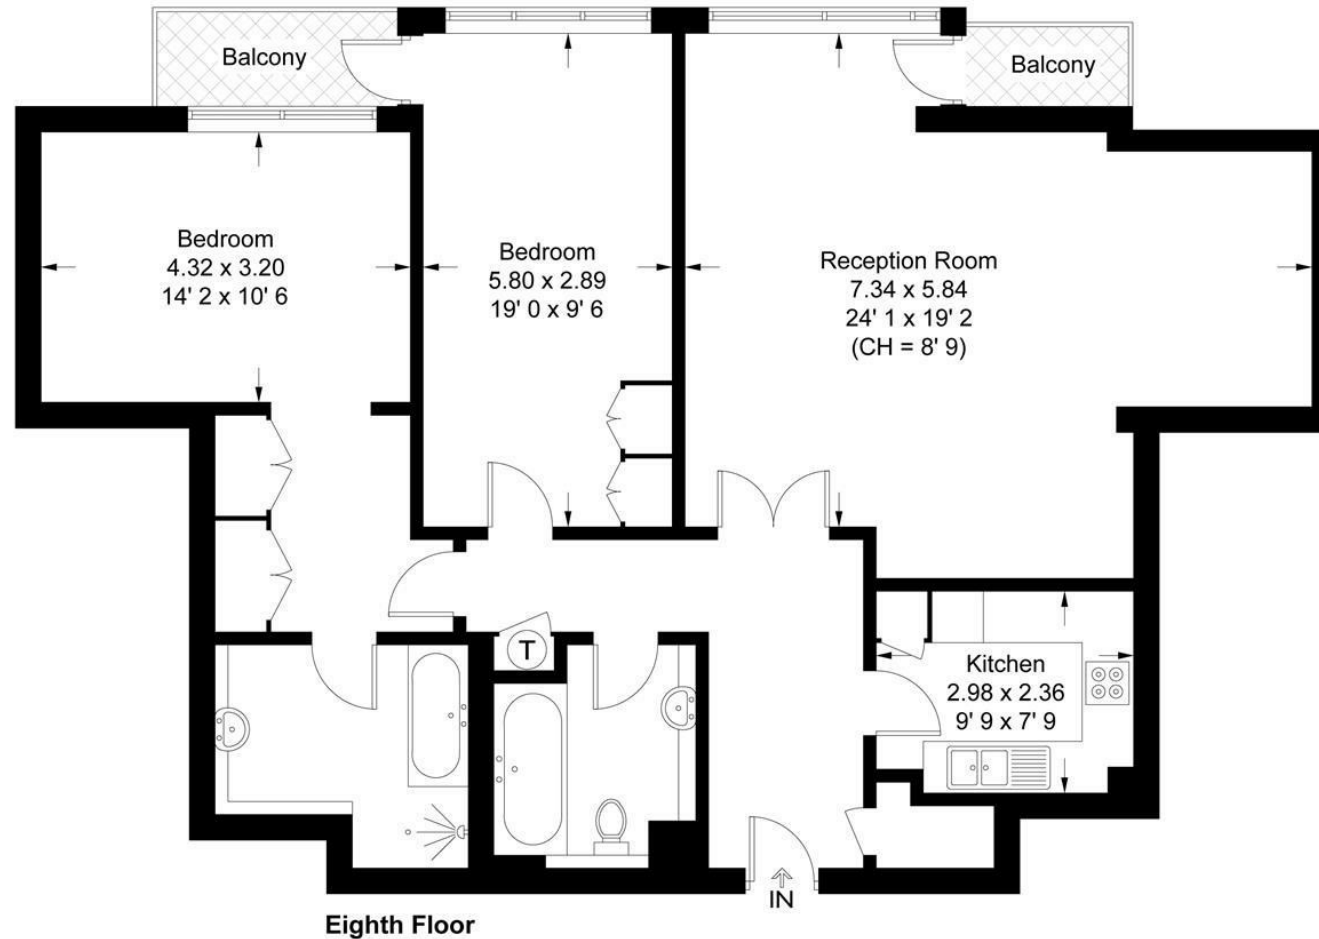 Balcony
Balcony
Bedroom
4.32 x 3.20
14' 2 x 10' 6
Bedroom
5.80 x 2.89
19' 0 x 9' 6
Reception Room
7.34 x 5.84
24' 1 x 19' 2
(CH = 8' 9)
T
Kitchen
2.98 x 2.36
9' 9 x 7' 9
IN
Eighth Floor